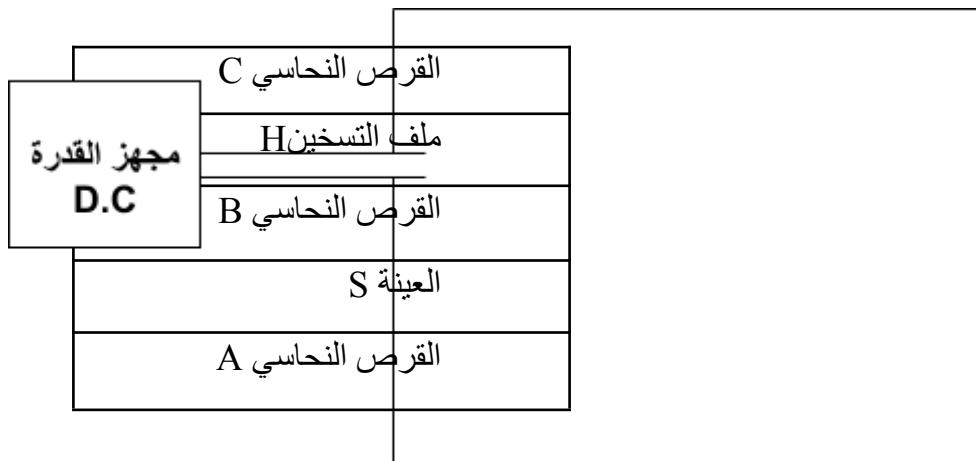 القرص النحاسي C
ملف التسخينH
مجهز القدرة
D.C
القرص النحاسي B
العينة S
القرص النحاسي A